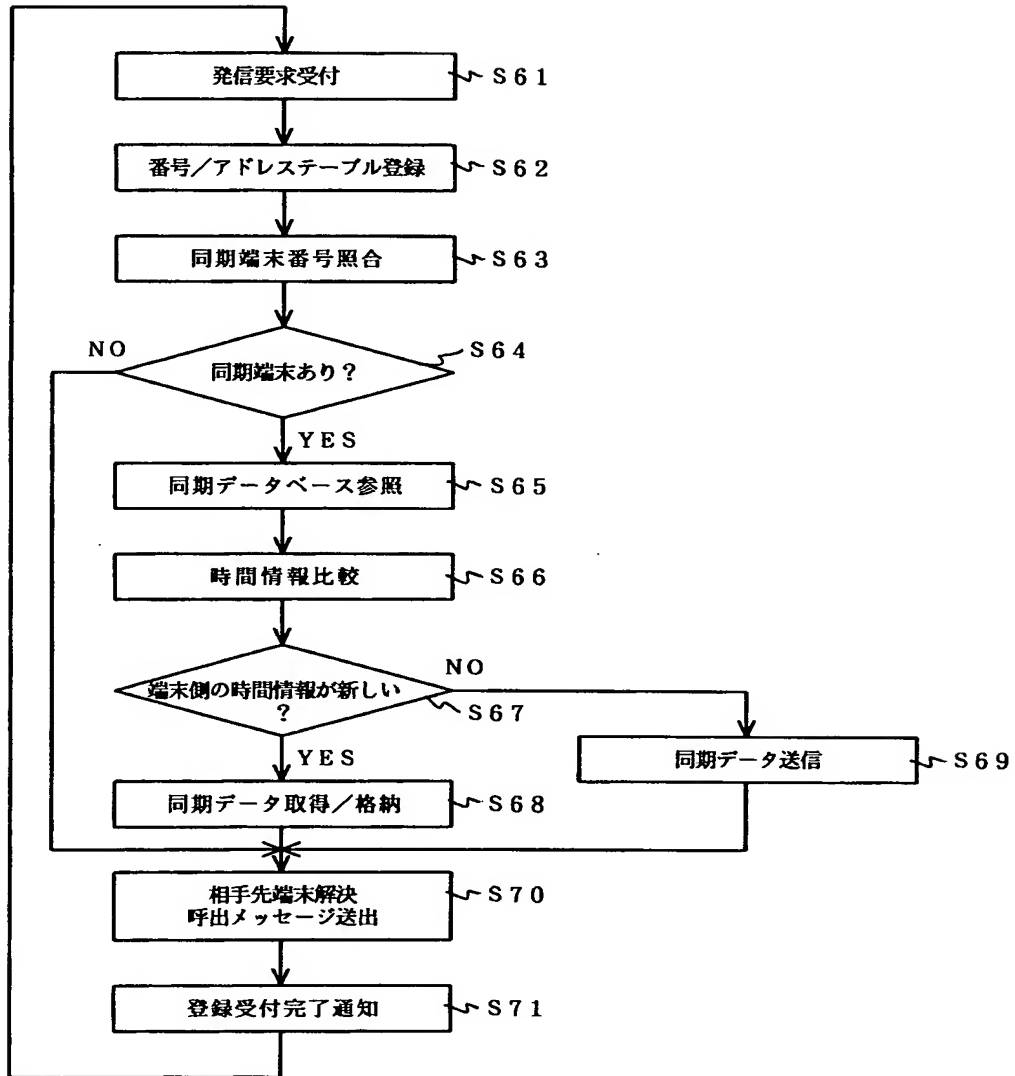 発信要求受付
S61
番号／アドレステーブル登録
S62
同期端末番号照合
S63
NO
S64
同期端末あり？
YES
同期データベース参照
S65
時間情報比較
S66
NO
端末側の時間情報が新しい
？
S67
YES
同期データ送信
S69
同期データ取得／格納
S68
相手先端末解決
呼出メッセージ送出
S70
登録受付完了通知
S71